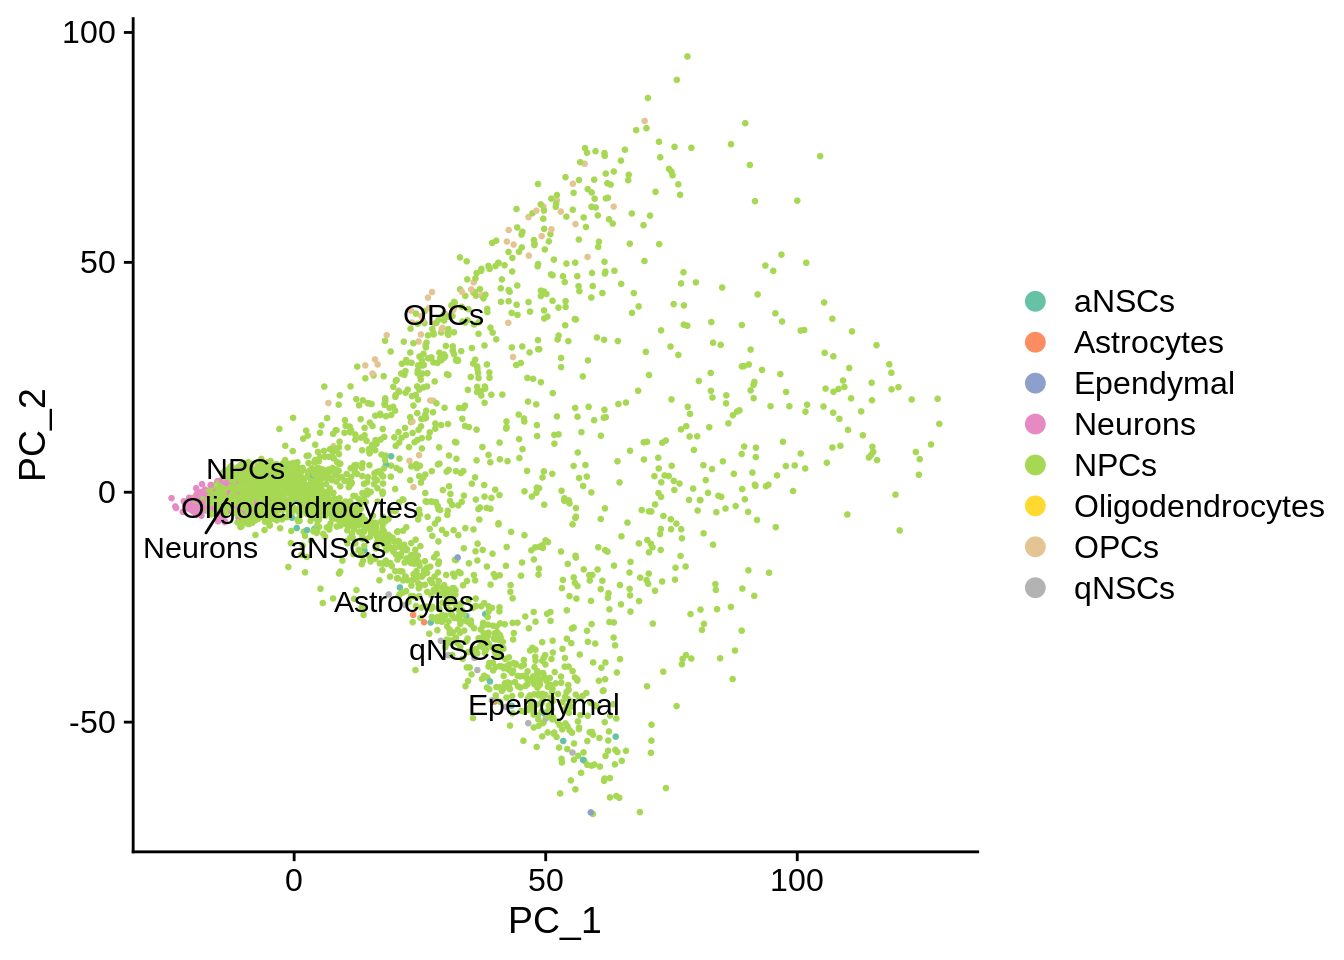 100
50
0
-50
PC_2
OPCs
NPCs
Oligodendrocytes
Neurons
aNSCs
Astrocytes
qNSCs
Ependymal
0
50
100
PC_1
aNSCs
Astrocytes
Ependymal
Neurons
NPCs
Oligodendrocytes
OPCs
qNSCs